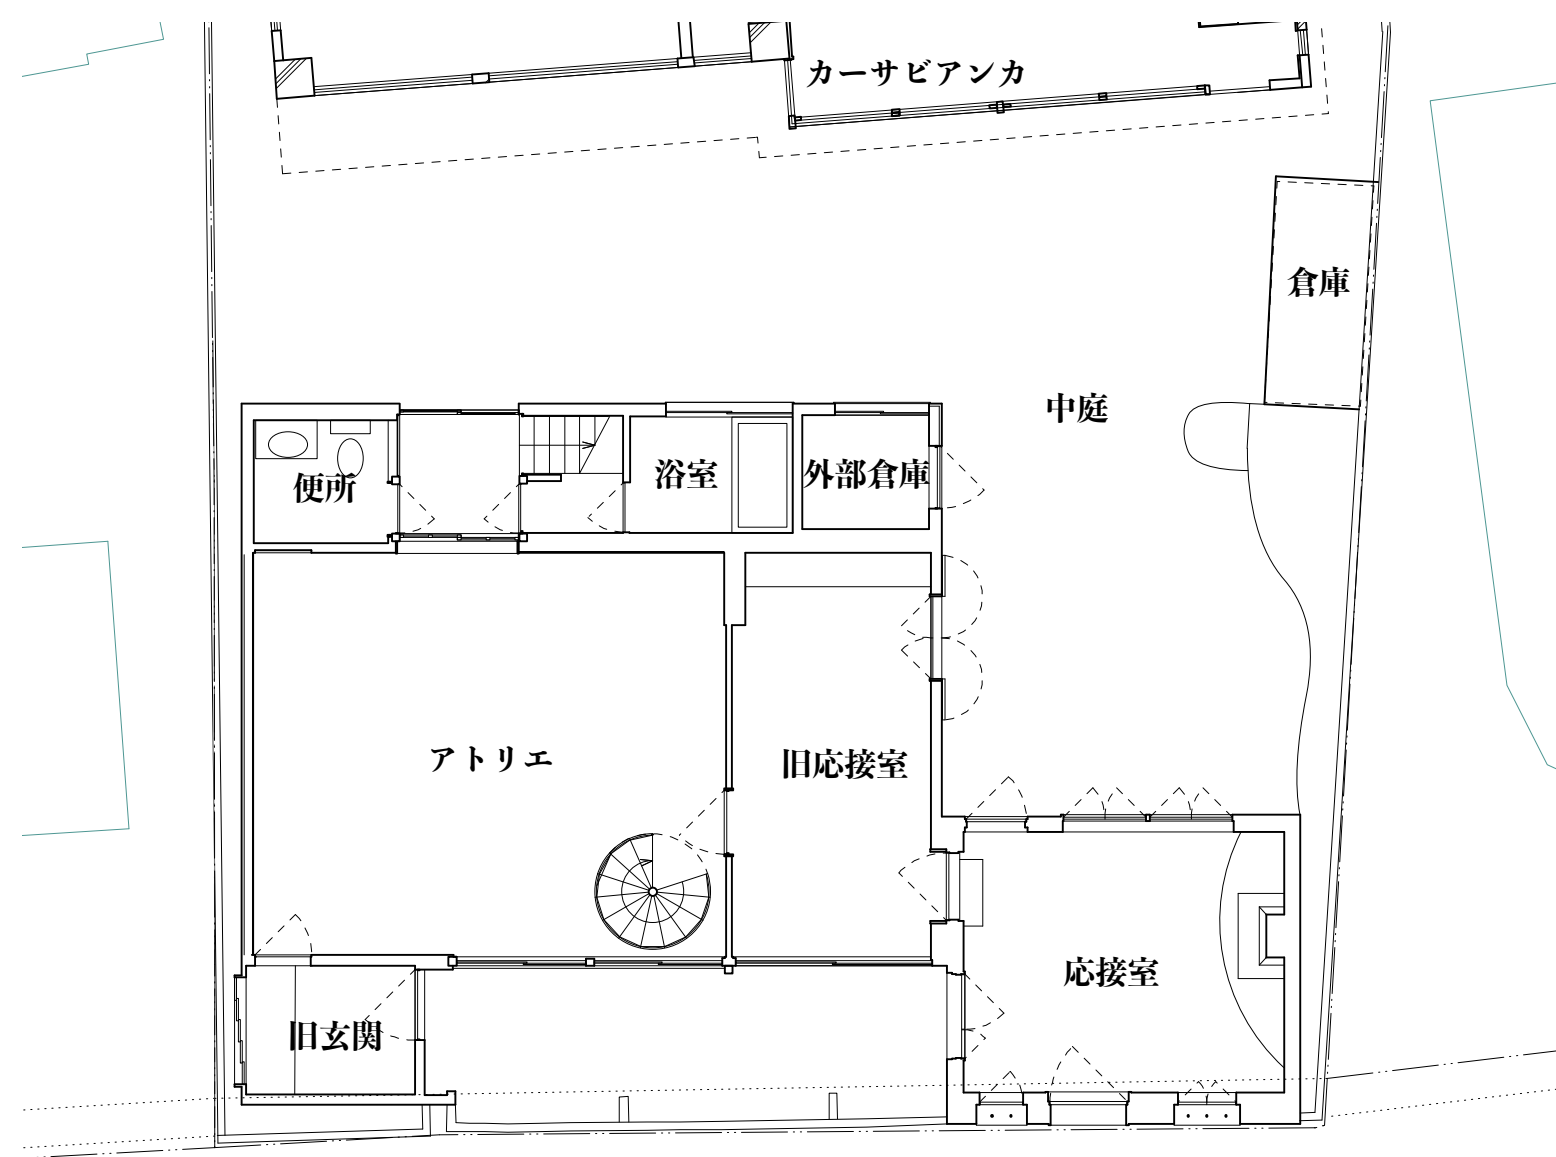 カーサビアンカ
倉庫
中庭
便所
浴室
外部倉庫
アトリエ
旧応接室
応接室
旧玄関